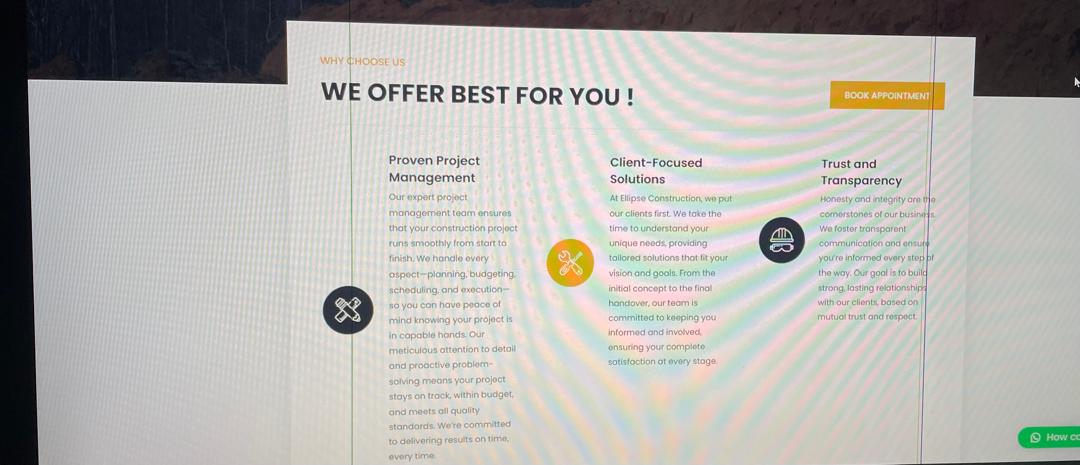 WHY CHOOSE US
WE OFFER BEST FOR YOU !
BOOK APPOINTMENT
Proven Project
Management
Our expert project
management team ensures
that your construction project
runs smoothly from start to
finish. We handle every
aspect—planning, budgeting,
scheduling, and execution—
so you can have peace of
mind knowing your project is
in capable hands. Our
meticulous attention to detail
and proactive problem-
solving means your project
stays on track, within budget,
and meets all quality
standards. We're committed
to delivering results on time,
every time.
Client-Focused
Solutions
At Ellipse Construction, we put
our clients first. We take the
time to understand your
unique needs, providing
tailored solutions that fit your
vision and goals. From the
initial concept to the final
handover, our team is
committed to keeping you
informed and involved,
ensuring your complete
satisfaction at every stage.
Trust and
Transparency
Honesty and integrity are the
cornerstones of our business.
We foster transparent
communication and ensure
you're informed every step of
the way. Our goal is to build
strong, lasting relationships
with our clients, based on
mutual trust and respect.
How